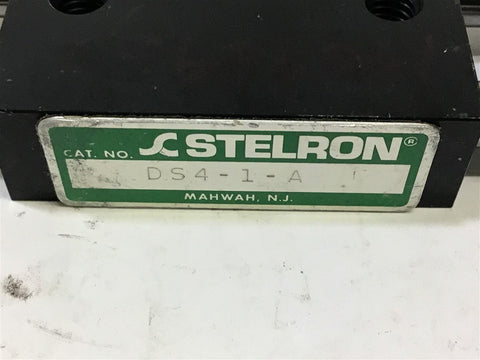 CAT. NO. STELRON®
DS4-1-A
MAHWAH, N.J.